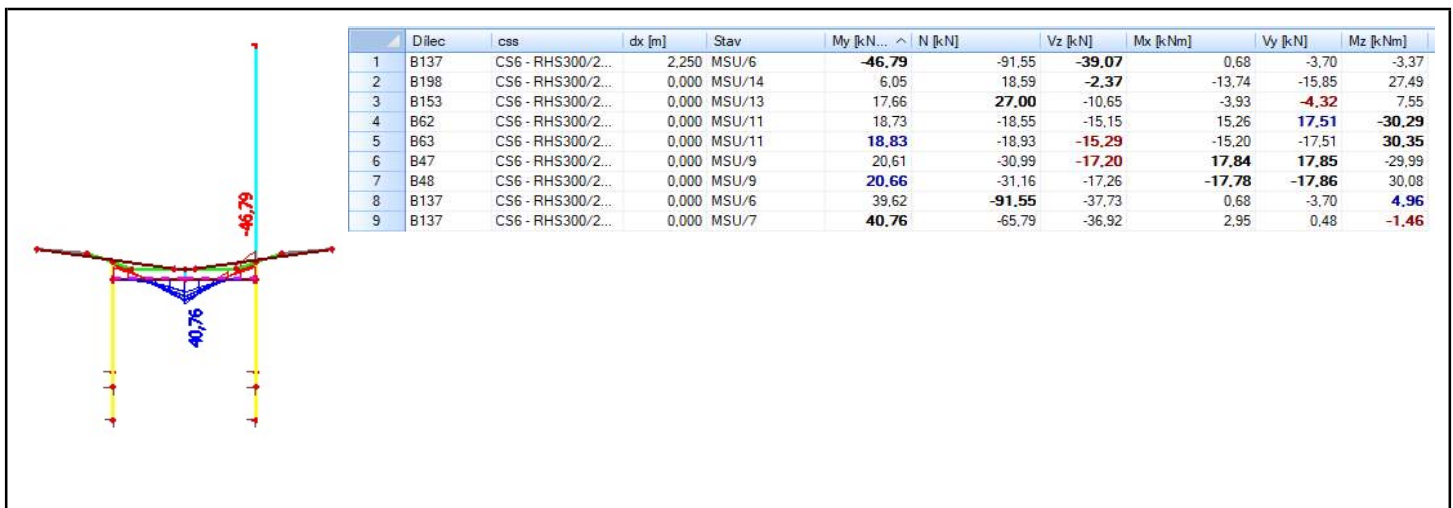 Dílec css dx [m] Stav My [kN... N [kN] Vz [kN] Mx [kNm] Vy [kN] Mz [kNm]
1 B137 CS6 - RHS300/2... 2,250 MSU/6 -46,79 -91,55 -39,07 0,68 -3,70 -3,37
2 B198 CS6 - RHS300/2... 0,000 MSU/14 6,05 18,59 -2,37 -13,74 -15,85 27,49
3 B153 CS6 - RHS300/2... 0,000 MSU/13 17,66 27,00 -10,65 -3,93 -4,32 7,55
4 B62 CS6 - RHS300/2... 0,000 MSU/11 18,73 -18,55 -15,15 15,26 17,51 -30,29
5 B63 CS6 - RHS300/2... 0,000 MSU/11 18,83 -18,93 -15,29 -15,20 -17,51 30,35
6 B47 CS6 - RHS300/2... 0,000 MSU/9 20,61 -30,99 -17,20 17,84 17,85 -29,99
7 B48 CS6 - RHS300/2... 0,000 MSU/9 20,66 -31,16 -17,26 -17,78 -17,86 30,08
8 B137 CS6 - RHS300/2... 0,000 MSU/6 39,62 -91,55 -37,73 0,68 -3,70 4,96
9 B137 CS6 - RHS300/2... 0,000 MSU/7 40,76 -65,79 -36,92 2,95 0,48 -1,46
-46,79
40,76